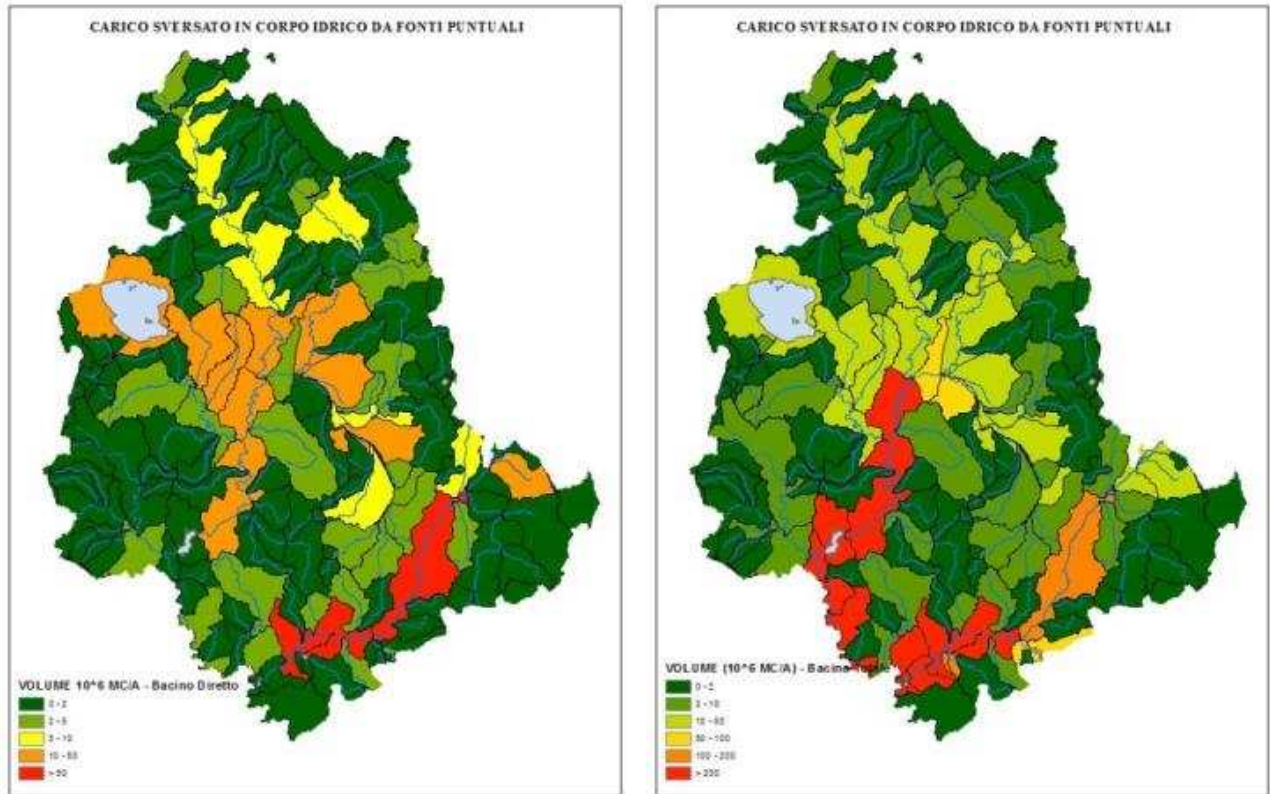 CARICO SVERSATO IN CORPO IDRICO DA FONTI PUNTUALI
VOLUME 10^6 MC/A - Bacino Diretto
0 - 2
2 - 5
5 - 10
10 - 50
> 50
CARICO SVERSATO IN CORPO IDRICO DA FONTI PUNTUALI
VOLUME (10^6 MC/A) - Bacino Totale
0 - 2
2 - 10
10 - 50
50 - 100
100 - 200
> 200